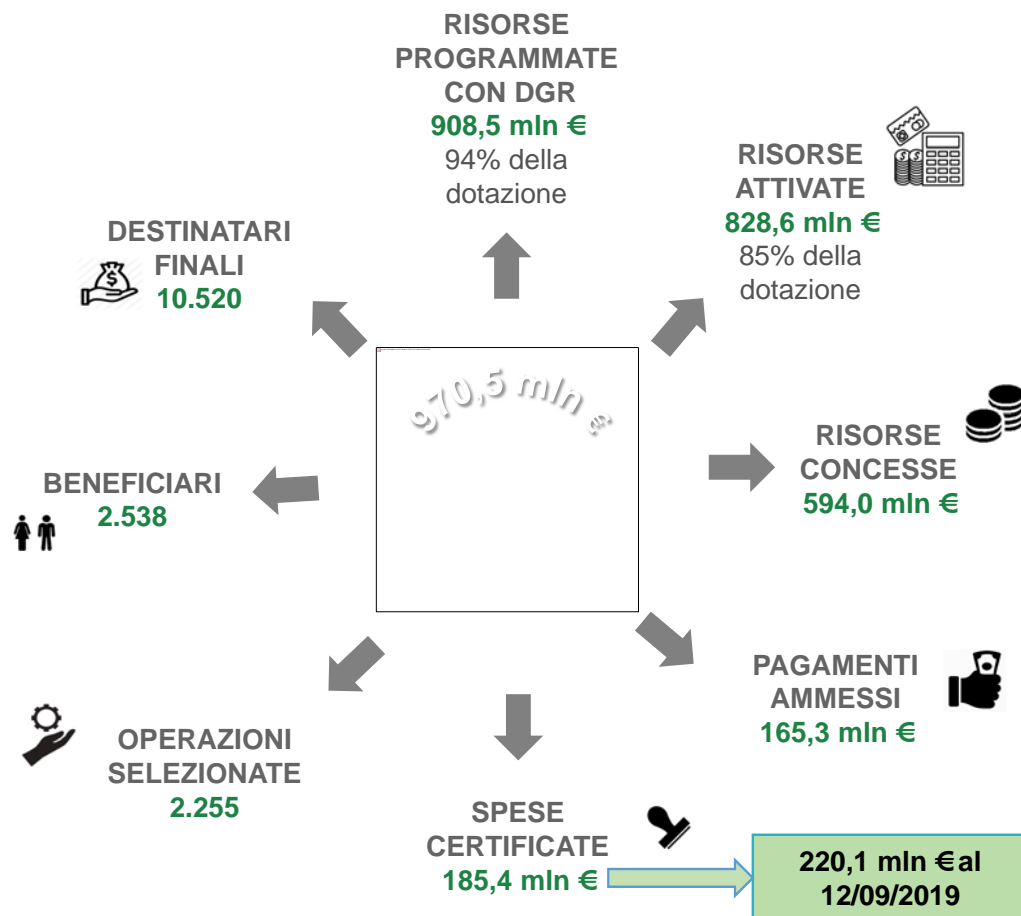 RISORSE
PROGRAMMATE
CON DGR
908,5 mln €
94% della
dotazione
RISORSE
ATTIVATE
828,6 mln €
85% della
dotazione
DESTINATARI
FINALI
10.520
970,5 mln €
RISORSE
CONCESSE
594,0 mln €
BENEFICIARI
2.538
PAGAMENTI
AMMESSI
165,3 mln €
OPERAZIONI
SELEZIONATE
2.255
SPESE
CERTIFICATE
185,4 mln €
220,1 mln € al
12/09/2019